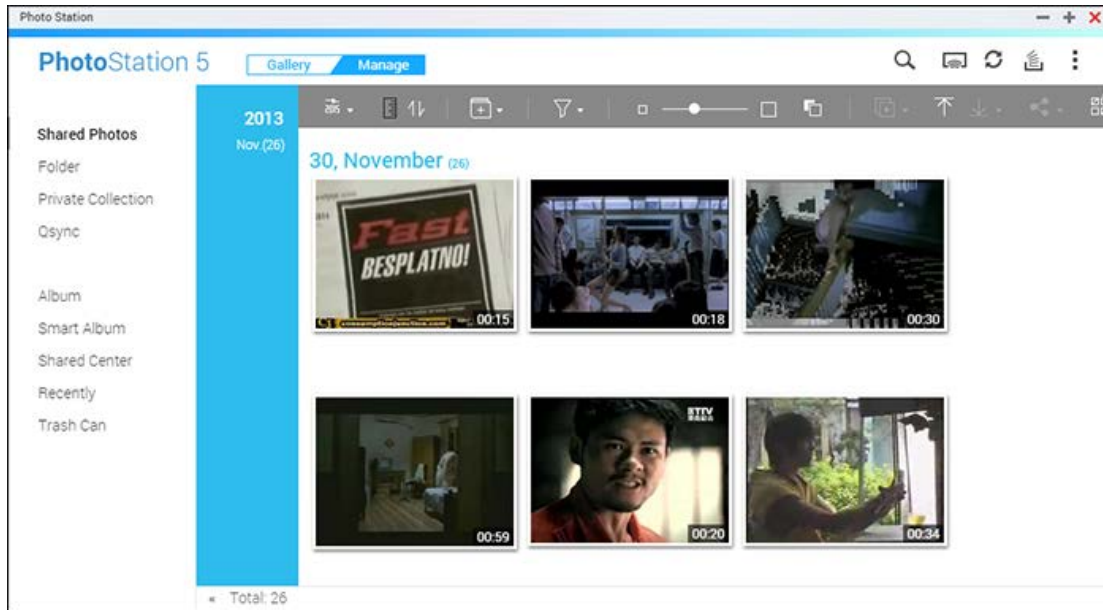 Photo Station
PhotoStation 5
Gallery
Manage
Shared Photos
Folder
Private Collection
Qsync
Album
Smart Album
Shared Center
Recently
Trash Can
2013
Nov.(26)
30, November (26)
Fast
BESPLATNO!
00:15
00:18
00:30
00:59
00:20
00:34
« Total: 26